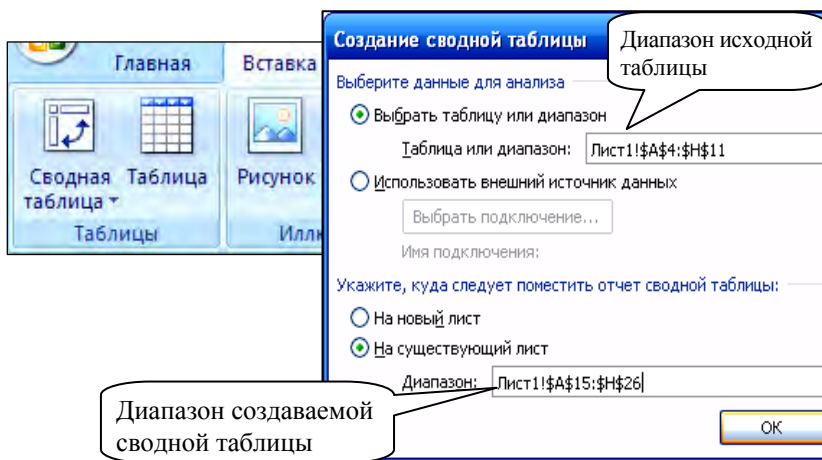 Главная Вставка
Сводная таблица
Таблица
Рисунок
Таблицы
Создание сводной таблицы
Диапазон исходной
таблицы
Выберите данные для анализа
Выбрать таблицу или диапазон
Таблица или диапазон: Лист1!$A$4:$H$11
Использовать внешний источник данных
Выбрать подключение...
Имя подключения:
Укажите, куда следует поместить отчет сводной таблицы:
На новый лист
На существующий лист
Диапазон: Лист1!$A$15:$H$26
Диапазон создаваемой
сводной таблицы
ОК